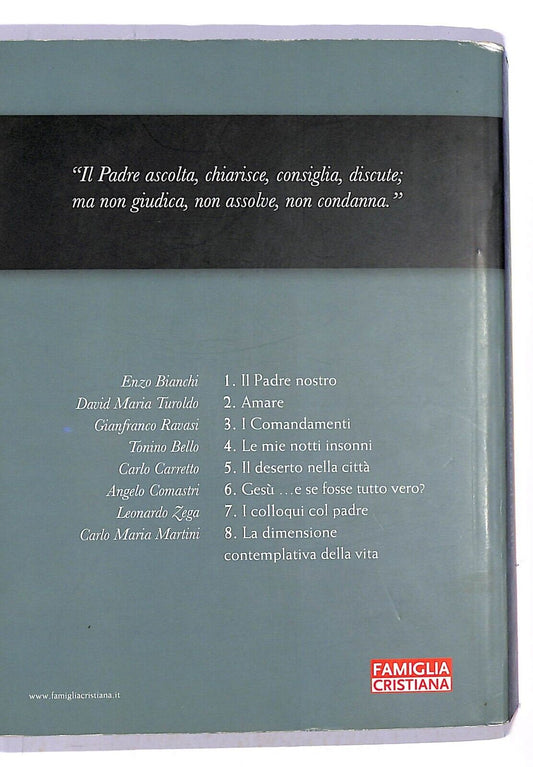 “Il Padre ascolta, chiarisce, consiglia, discute;
ma non giudica, non assolve, non condanna.”
Enzo Bianchi 1. Il Padre nostro
David Maria Turoldo 2. Amare
Gianfranco Ravasi 3. I Comandamenti
Tonino Bello 4. Le mie notti insonni
Carlo Carretto 5. Il deserto nella città
Angelo Comastri 6. Gesù ...e se fosse tutto vero?
Leonardo Zega 7. I colloqui col padre
Carlo Maria Martini 8. La dimensione
contemplativa della vita
FAMIGLIA
CRISTIANA
www.famigliacristiana.it